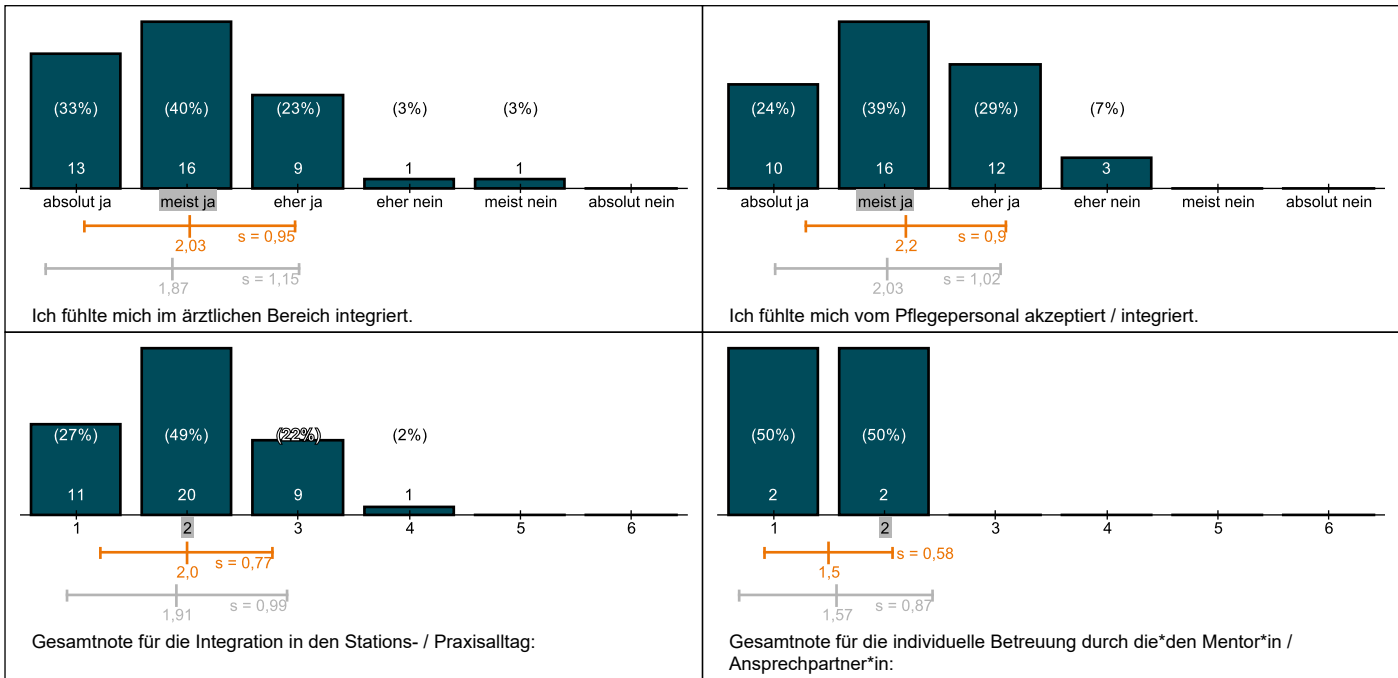 (33%) (40%) (23%) (3%) (3%)
13 16 9 1 1
absolut ja meist ja eher ja eher nein meist nein absolut nein
s = 0,95
2,03
s = 1,15
1,87
Ich fühlte mich im ärztlichen Bereich integriert.
(24%) (39%) (29%) (7%)
10 16 12 3
absolut ja meist ja eher ja eher nein meist nein absolut nein
s = 0,9
2,2
s = 1,02
2,03
Ich fühlte mich vom Pflegepersonal akzeptiert / integriert.
(27%) (49%) (22%) (2%)
11 20 9 1
1 2 3 4 5 6
s = 0,77
2,0
s = 0,99
1,91
Gesamtnote für die Integration in den Stations- / Praxisalltag:
(50%) (50%)
2 2
1 2 3 4 5 6
s = 0,58
1,5
s = 0,87
1,57
Gesamtnote für die individuelle Betreuung durch die*den Mentor*in /
Ansprechpartner*in: